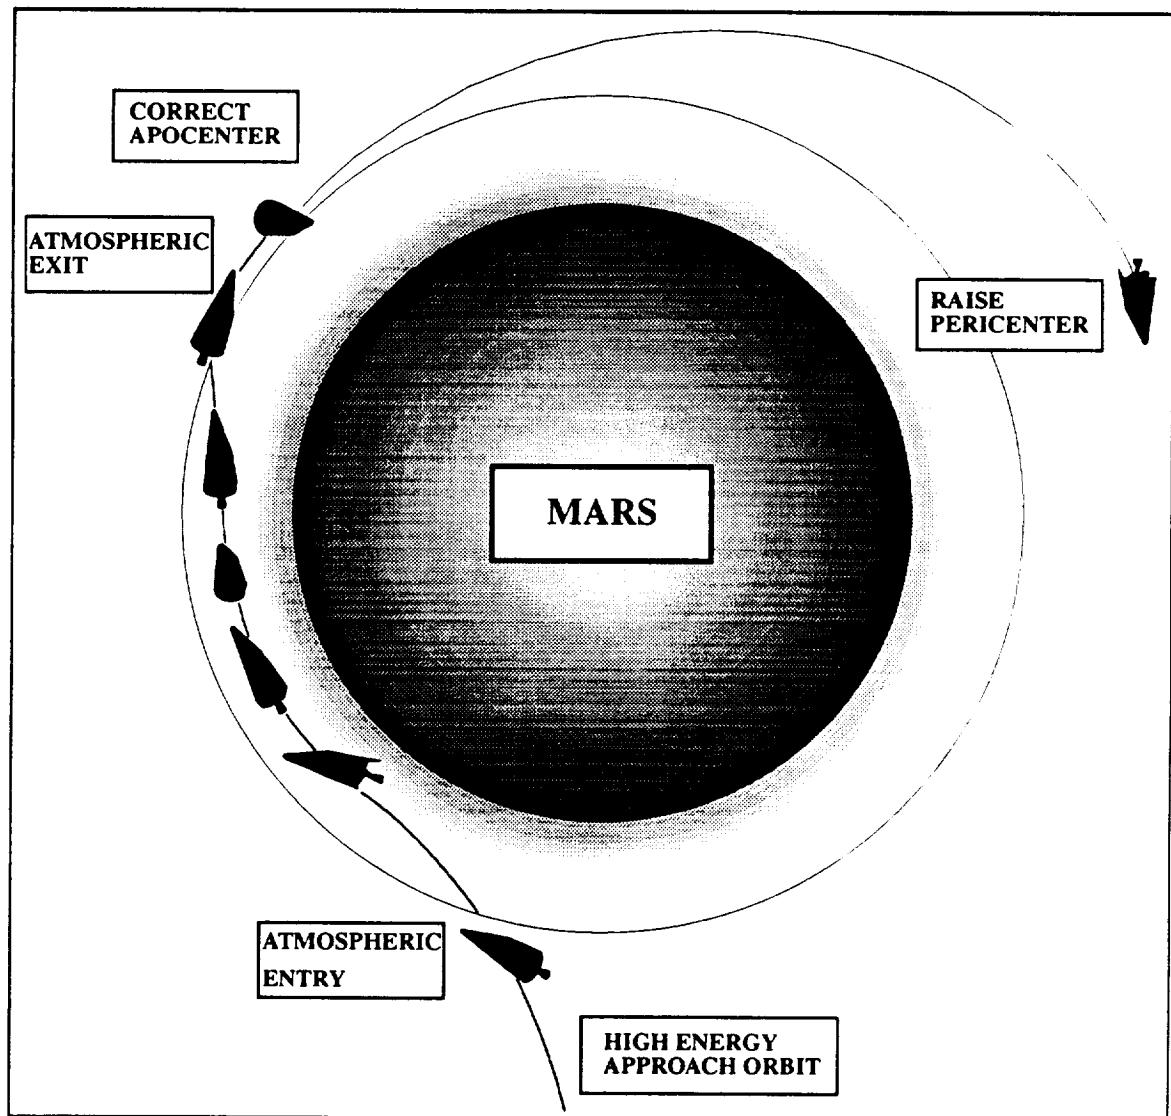 CORRECT
APOCENTER
ATMOSPHERIC
EXIT
RAISE
PERICENTER
MARS
ATMOSPHERIC
ENTRY
HIGH ENERGY
APPROACH ORBIT